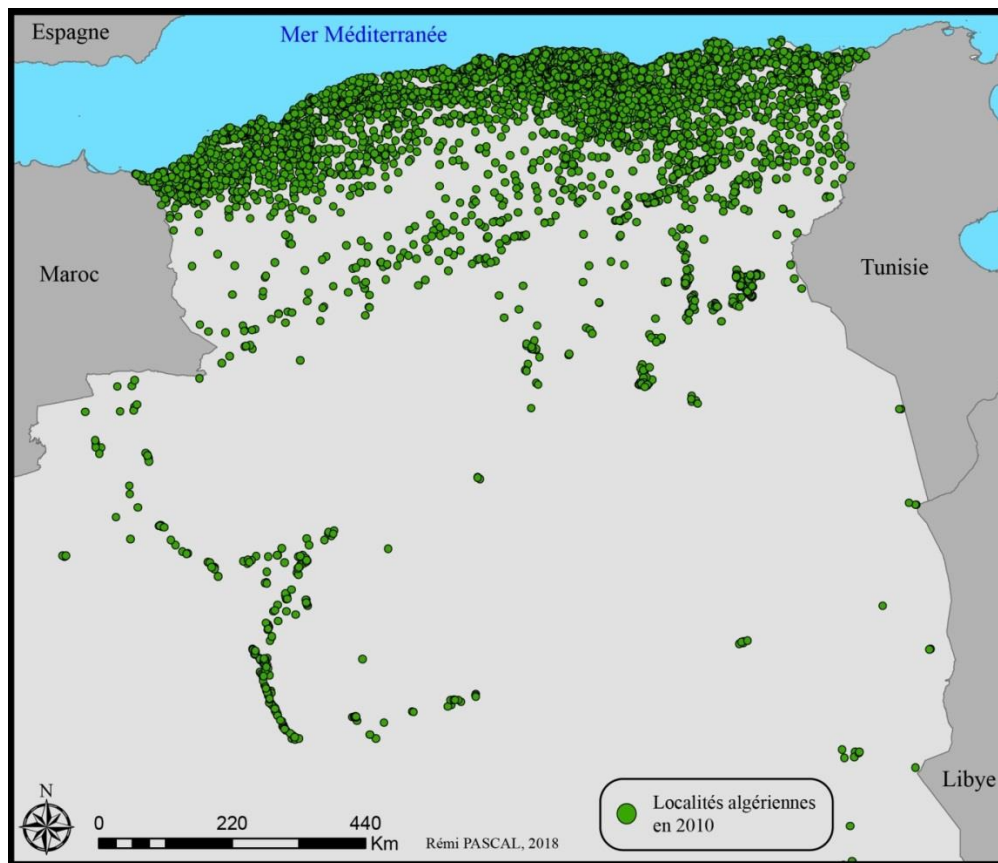 Espagne
Mer Méditerranée
Maroc
Tunisie
Libye
N
0 220 440
Km
Rémi PASCAL, 2018
Localités algériennes
en 2010